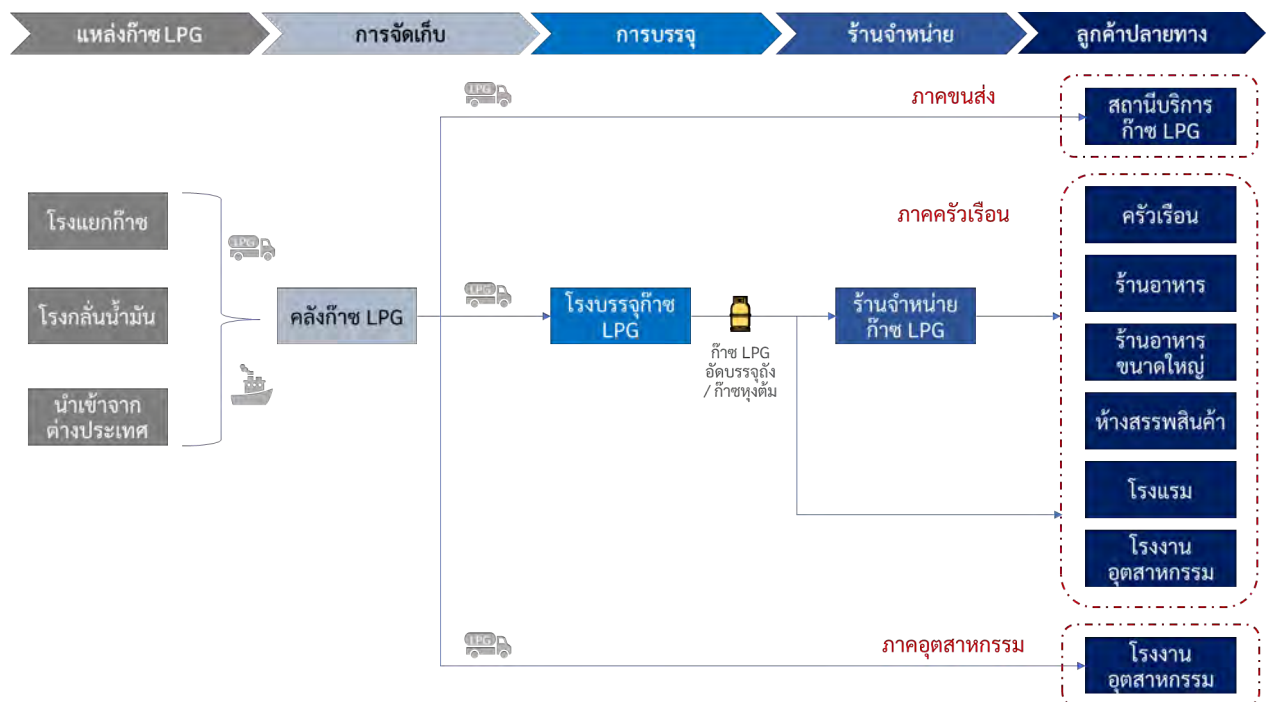 แหล่งก๊าซ LPG
การจัดเก็บ
การบรรจุ
ร้านจำหน่าย
ลูกค้าปลายทาง
LPG
ภาคขนส่ง
สถานีบริการ
ก๊าซ LPG
โรงแยกก๊าซ
LPG
ภาคครัวเรือน
ครัวเรือน
ร้านอาหาร
โรงกลั่นน้ำมัน
คลังก๊าซ LPG
LPG
โรงบรรจุก๊าซ
LPG
ก๊าซ LPG
อัดบรรจุถัง
/ ก๊าซหุงต้ม
ร้านจำหน่าย
ก๊าซ LPG
ร้านอาหาร
ขนาดใหญ่
นำเข้าจาก
ต่างประเทศ
ห้างสรรพสินค้า
โรงแรม
โรงงาน
อุตสาหกรรม
LPG
ภาคอุตสาหกรรม
โรงงาน
อุตสาหกรรม